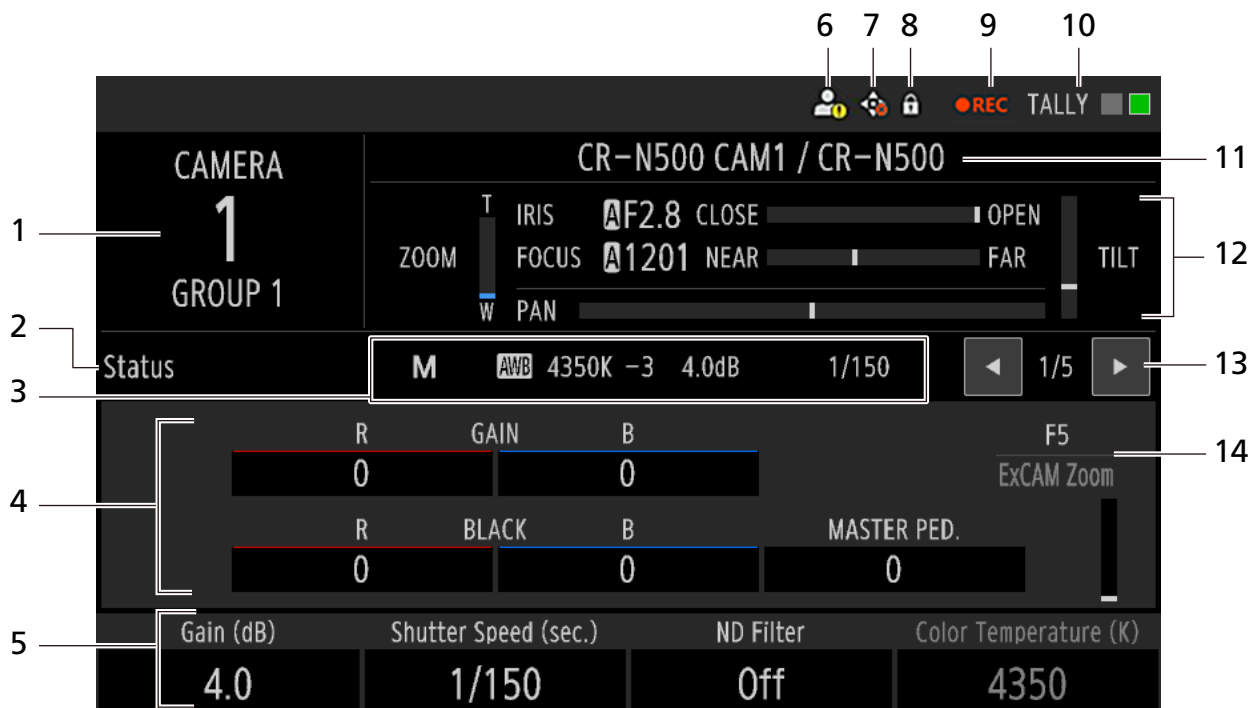 6 7 8 9 10
REC TALLY
CAMERA
1
GROUP 1
CR-N500 CAM1 / CR-N500
11
1
T
ZOOM
W
IRIS A F2.8 CLOSE OPEN
FOCUS A 1201 NEAR FAR
PAN
TILT
12
2
Status
3
M AWB 4350K -3 4.0dB 1/150
1/5
13
4
R GAIN B
0 0
R BLACK B MASTER PED.
0 0 0
F5
14
ExCAM Zoom
5
Gain (dB) Shutter Speed (sec.) ND Filter Color Temperature (K)
4.0 1/150 Off 4350